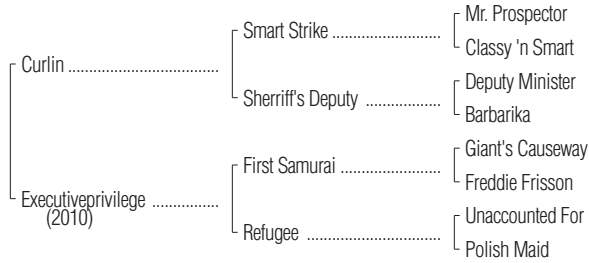 Mr. Prospector
Smart Strike ..............................
Classy 'n Smart
Curlin ..........................................
Deputy Minister
Sherriff's Deputy .....................
Barbarika
Giant's Causeway
First Samurai ............................
Freddie Frisson
Executiveprivilege ..................
(2010)
Unaccounted For
Refugee .....................................
Polish Maid